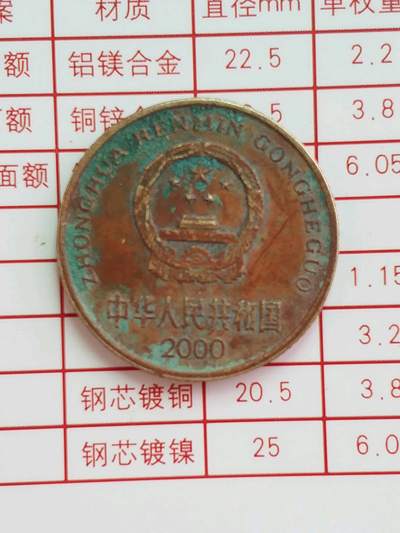 案 材质 直径mm 单枚重量
额 铝镁合金 22.5 2.2
额 铜锌 .5 3.8
面额 6.05
ZHONGHUA RENMIN GONGHEGUO
中华人民共和国
2000
1.15
3.2
钢芯镀铜 20.5 3.8
钢芯镀镍 25 6.0